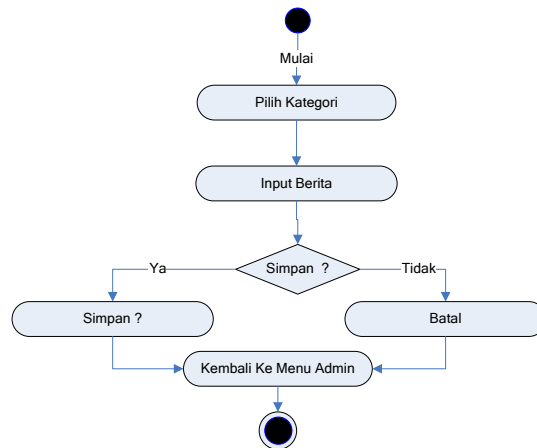 Mulai
Pilih Kategori
Input Berita
Simpan ?
Ya
Tidak
Simpan ?
Batal
Kembali Ke Menu Admin